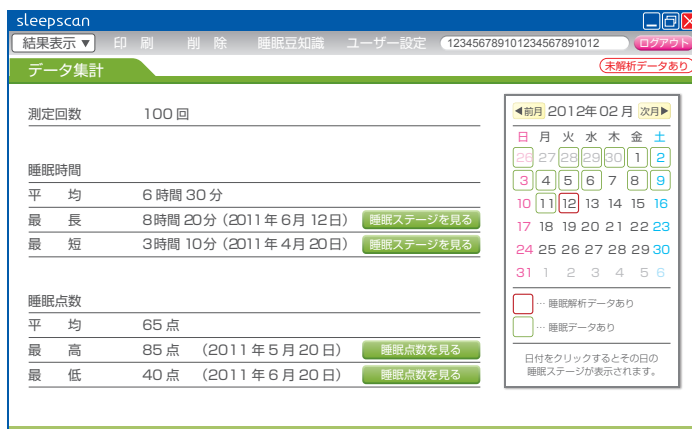 sleepscan
結果表示▼ 印 刷 削 除 睡眠豆知識 ユーザー設定 123456789101234567891012 ログアウト
データ集計 未解析データあり
測定回数 100回
睡眠時間
平 均 6時間30分
最 長 8時間20分(2011年6月12日) 睡眠ステージを見る
最 短 3時間10分(2011年4月20日) 睡眠ステージを見る
睡眠点数
平 均 65点
最 高 85点 (2011年5月20日) 睡眠点数を見る
最 低 40点 (2011年6月20日) 睡眠点数を見る
◀前月 2012年02月 次月▶
日 月 火 水 木 金 土
26 27 28 29 30 1 2
3 4 5 6 7 8 9
10 11 12 13 14 15 16
17 18 19 20 21 22 23
24 25 26 27 28 29 30
31 1 2 3 4 5 6
… 睡眠解析データあり
… 睡眠データあり
日付をクリックするとその日の
睡眠ステージが表示されます。